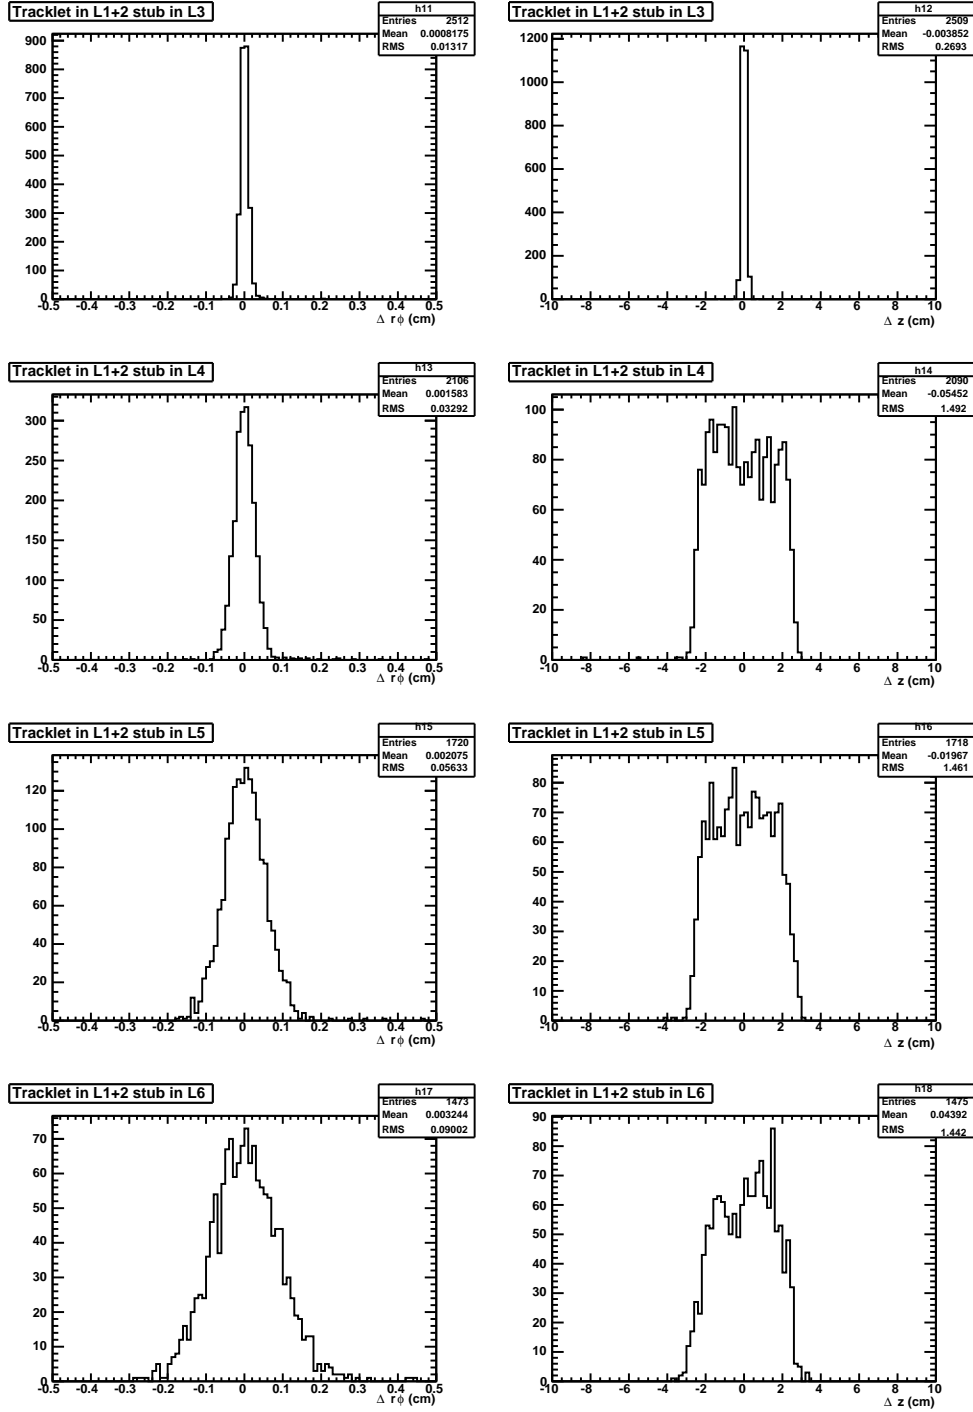 Tracklet in L1+2 stub in L3
h11
Entries 2512
Mean 0.0008175
RMS 0.01317
900
800
700
600
500
400
300
200
100
0
-0.5 -0.4 -0.3 -0.2 -0.1 0 0.1 0.2 0.3 0.4 0.5
Δ rϕ (cm)
Tracklet in L1+2 stub in L3
h12
Entries 2509
Mean -0.003852
RMS 0.2693
1200
1000
800
600
400
200
0
-10 -8 -6 -4 -2 0 2 4 6 8 10
Δ z (cm)
Tracklet in L1+2 stub in L4
h13
Entries 2106
Mean 0.001583
RMS 0.03292
300
250
200
150
100
50
0
-0.5 -0.4 -0.3 -0.2 -0.1 0 0.1 0.2 0.3 0.4 0.5
Δ rϕ (cm)
Tracklet in L1+2 stub in L4
h14
Entries 2090
Mean -0.05452
RMS 1.492
100
80
60
40
20
0
-10 -8 -6 -4 -2 0 2 4 6 8 10
Δ z (cm)
Tracklet in L1+2 stub in L5
h15
Entries 1720
Mean 0.002075
RMS 0.05633
120
100
80
60
40
20
0
-0.5 -0.4 -0.3 -0.2 -0.1 0 0.1 0.2 0.3 0.4 0.5
Δ rϕ (cm)
Tracklet in L1+2 stub in L5
h16
Entries 1718
Mean -0.01967
RMS 1.461
80
70
60
50
40
30
20
10
0
-10 -8 -6 -4 -2 0 2 4 6 8 10
Δ z (cm)
Tracklet in L1+2 stub in L6
h17
Entries 1473
Mean 0.003244
RMS 0.09002
70
60
50
40
30
20
10
0
-0.5 -0.4 -0.3 -0.2 -0.1 0 0.1 0.2 0.3 0.4 0.5
Δ rϕ (cm)
Tracklet in L1+2 stub in L6
h18
Entries 1475
Mean 0.04392
RMS 1.442
90
80
70
60
50
40
30
20
10
0
-10 -8 -6 -4 -2 0 2 4 6 8 10
Δ z (cm)